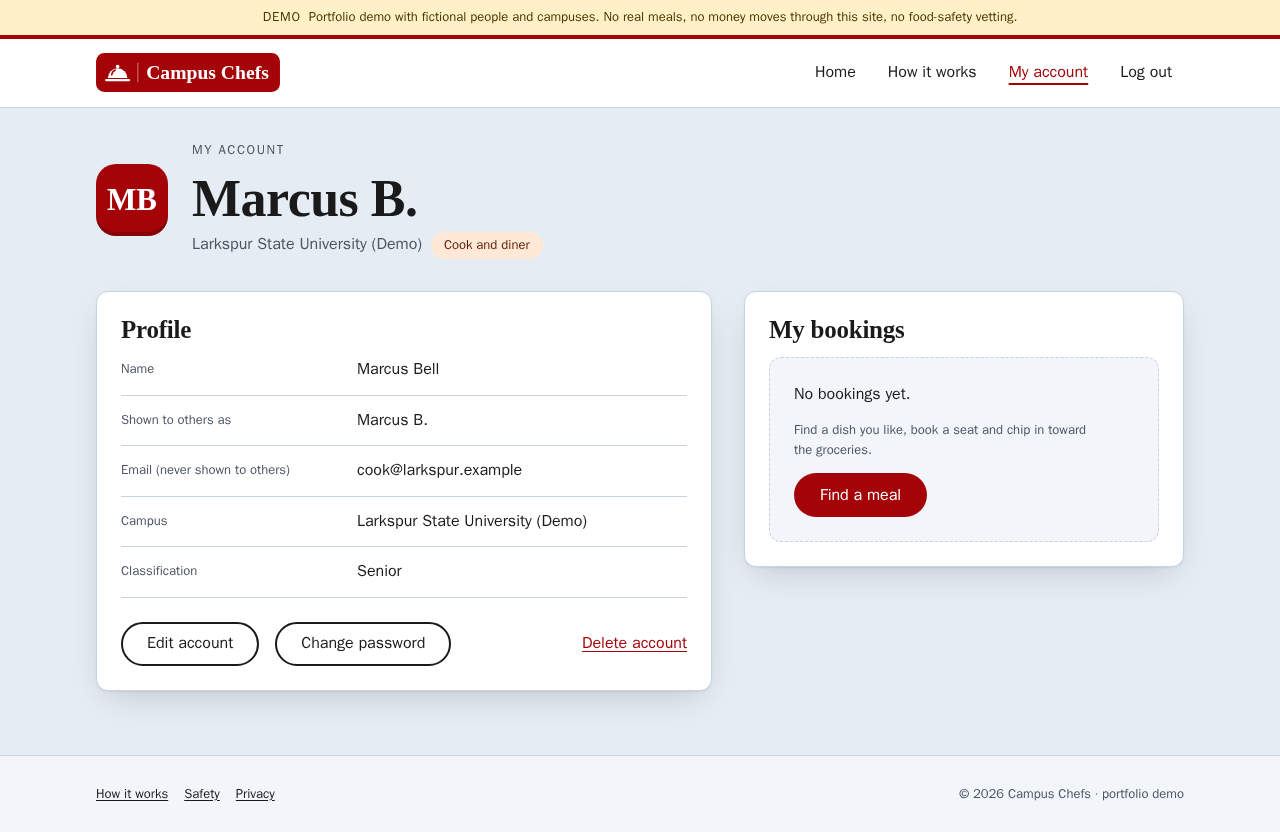 DEMO Portfolio demo with fictional people and campuses. No real meals, no money moves through this site, no food-safety vetting.
Campus Chefs
Home How it works My account Log out
MY ACCOUNT
MB
Marcus B.
Larkspur State University (Demo) Cook and diner
Profile
Name Marcus Bell
Shown to others as Marcus B.
Email (never shown to others) cook@larkspur.example
Campus Larkspur State University (Demo)
Classification Senior
Edit account Change password Delete account
My bookings
No bookings yet.
Find a dish you like, book a seat and chip in toward
the groceries.
Find a meal
How it works Safety Privacy
© 2026 Campus Chefs · portfolio demo